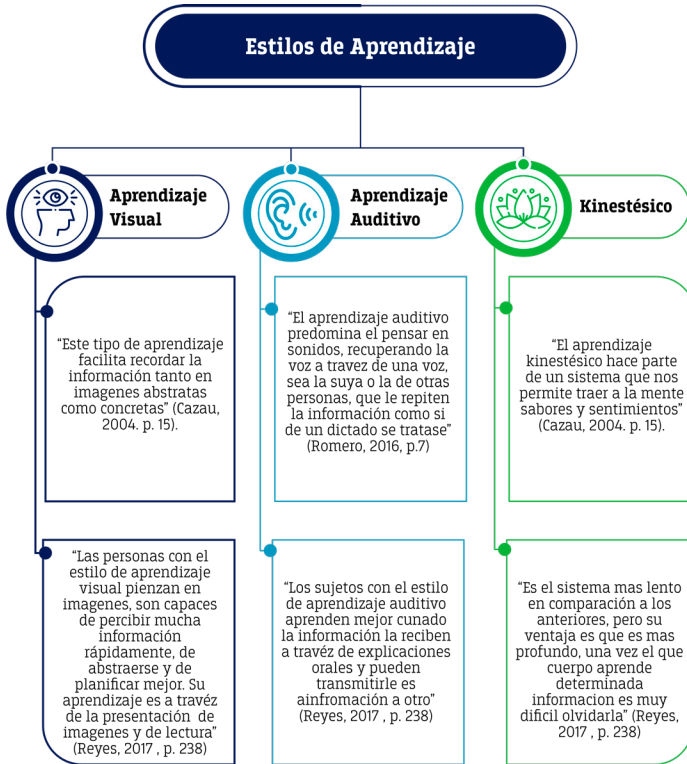 Estilos de Aprendizaje
Aprendizaje
Visual
Aprendizaje
Auditivo
Kinestésico
“Este tipo de aprendizaje
facilita recordar la
información tanto en
imagenes abstratas
como concretas” (Cazau,
2004. p. 15).
“El aprendizaje auditivo
predomina el pensar en
sonidos, recuperando la
voz a travez de una voz,
sea la suya o la de otras
personas, que le repiten
la información como si
de un dictado se tratase”
(Romero, 2016, p.7)
“El aprendizaje
kinestésico hace parte
de un sistema que nos
permite traer a la mente
sabores y sentimientos”
(Cazau, 2004. p. 15).
“Las personas con el
estilo de aprendizaje
visual pienzan en
imagenes, son capaces
de percibir mucha
información
rápidamente, de
abstraerse y de
planificar mejor. Su
aprendizaje es a travéz
de la presentación de
imagenes y de lectura”
(Reyes, 2017 , p. 238)
“Los sujetos con el estilo
de aprendizaje auditivo
aprenden mejor cunado
la información la reciben
a travéz de explicaciones
orales y pueden
transmitirle es
ainfromación a otro”
(Reyes, 2017 , p. 238)
“Es el sistema mas lento
en comparación a los
anteriores, pero su
ventaja es que es mas
profundo, una vez el que
cuerpo aprende
determinada
informacion es muy
dificil olvidarla” (Reyes,
2017 , p. 238)